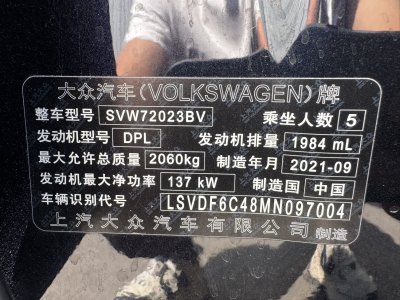 大众汽车(VOLKSWAGEN)牌
整车型号 SVW72023BV 乘坐人数 5
发动机型号 DPL 发动机排量 1984 mL
最大允许总质量 2060kg 制造年月 2021-09
发动机最大净功率 137 kW 制造国 中国
车辆识别代号 LSVDF6C48MN097004
上汽大众汽车有限公司 制造